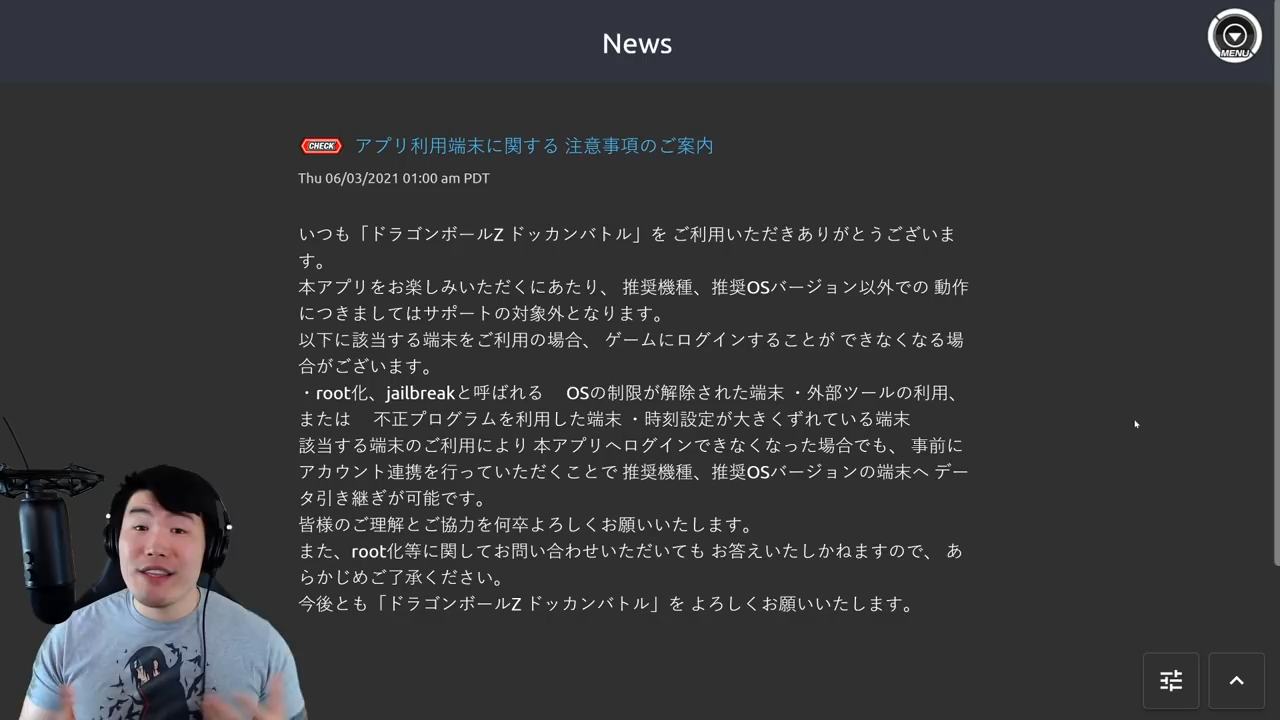 News
MENU
CHECK アプリ利用端末に関する 注意事項のご案内
Thu 06/03/2021 01:00 am PDT
いつも「ドラゴンボールZ ドッカンバトル」を ご利用いただきありがとうございま
す。
本アプリをお楽しみいただくにあたり、 推奨機種、推奨OSバージョン以外での 動作
につきましてはサポートの対象外となります。
以下に該当する端末をご利用の場合、 ゲームにログインすることが できなくなる場
合がございます。
・root化、jailbreakと呼ばれる　 OSの制限が解除された端末 ・外部ツールの利用、
または　 不正プログラムを利用した端末 ・時刻設定が大きくずれている端末
該当する端末のご利用により 本アプリへログインできなくなった場合でも、 事前に
アカウント連携を行っていただくことで 推奨機種、推奨OSバージョンの端末へ デー
タ引き継ぎが可能です。
皆様のご理解とご協力を何卒よろしくお願いいたします。
また、root化等に関してお問い合わせいただいても お答えいたしかねますので、 あ
らかじめご了承ください。
今後とも「ドラゴンボールZ ドッカンバトル」を よろしくお願いいたします。